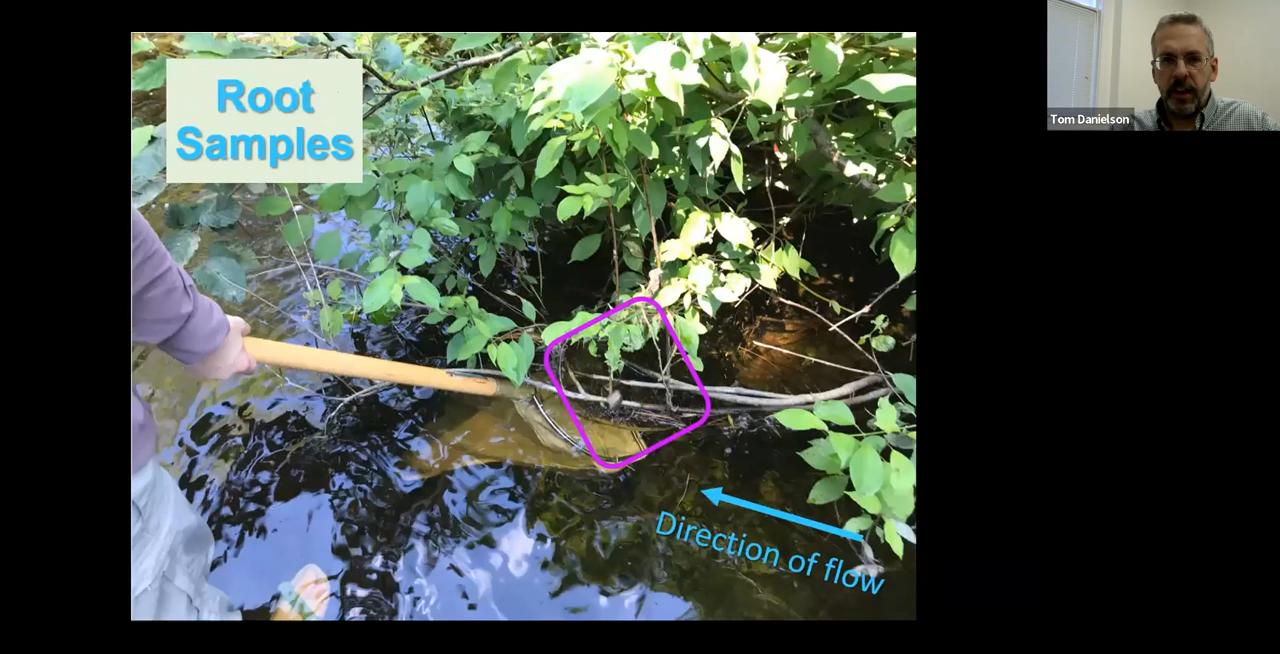 Root
Samples
Direction of flow
Tom Danielson